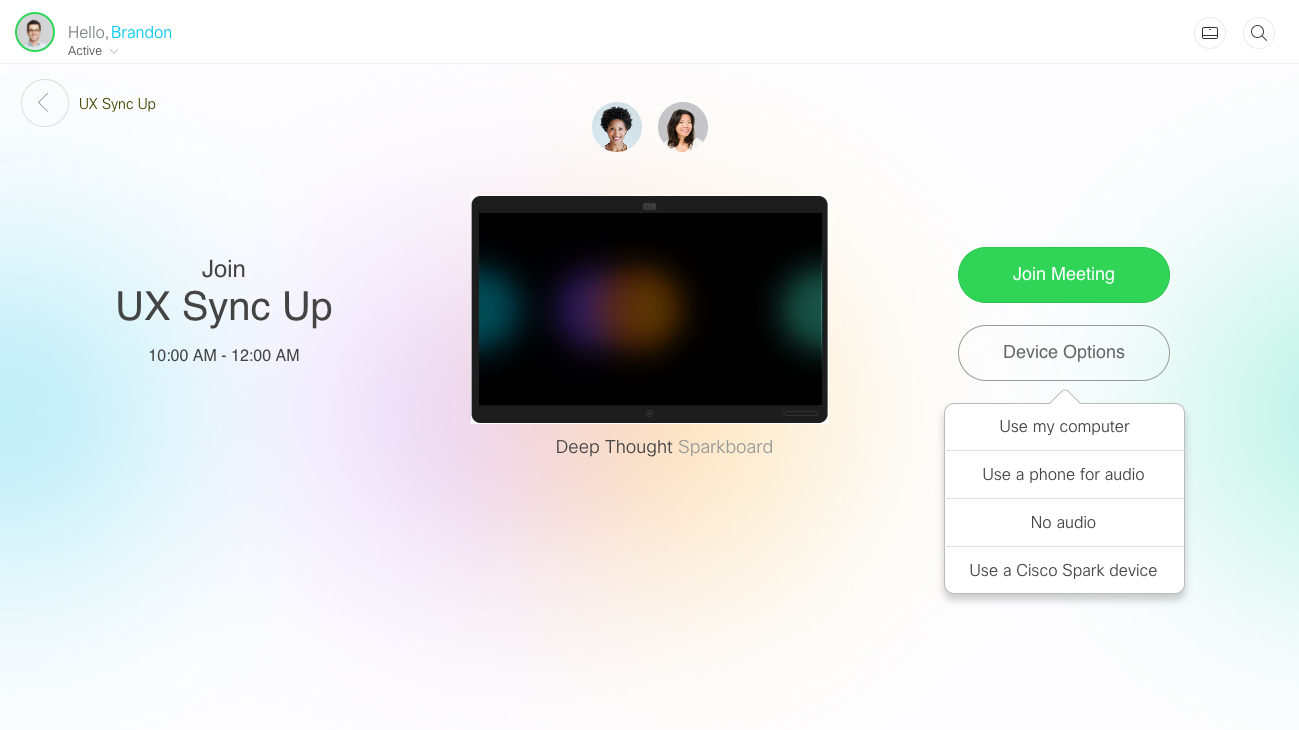 Hello, Brandon
Active
UX Sync Up
Join
UX Sync Up
10:00 AM - 12:00 AM
Deep Thought Sparkboard
Join Meeting
Device Options
Use my computer
Use a phone for audio
No audio
Use a Cisco Spark device